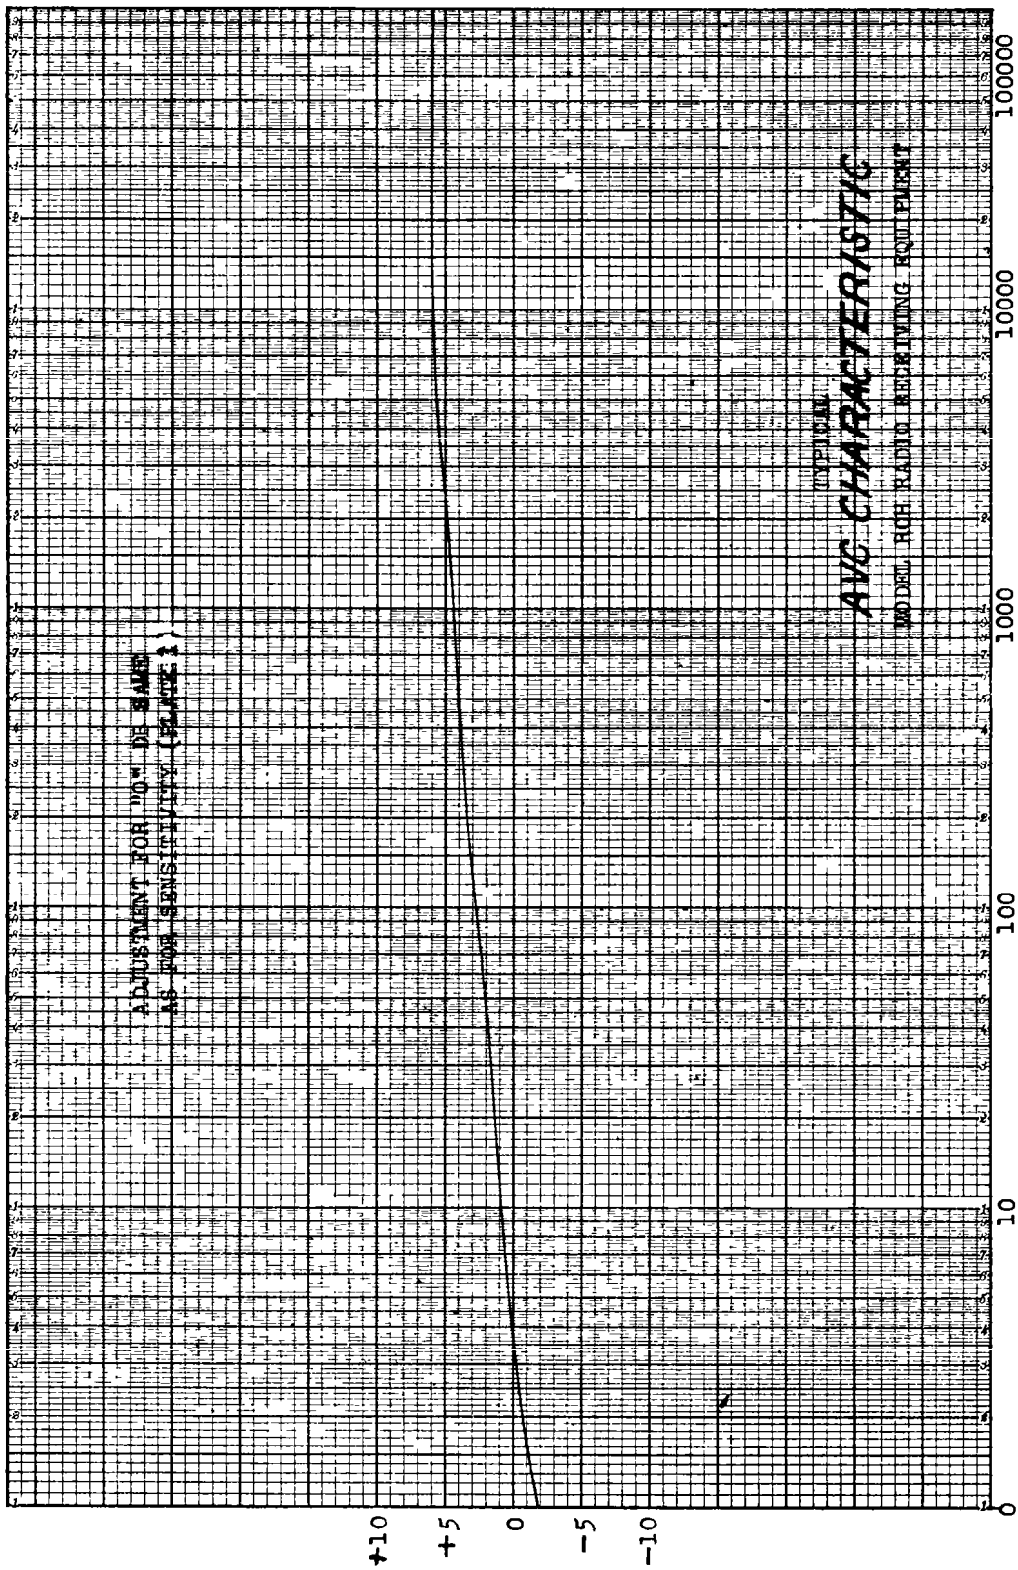 ADJUSTMENT FOR "O" DB SAME
AS FOR SENSITIVITY (PLATE 1)
+10
+5
0
-5
-10
0
10
100
1000
10000
100000
TYPICAL
AVC CHARACTERISTIC
MODEL RCH RADIO RECEIVING EQUIPMENT